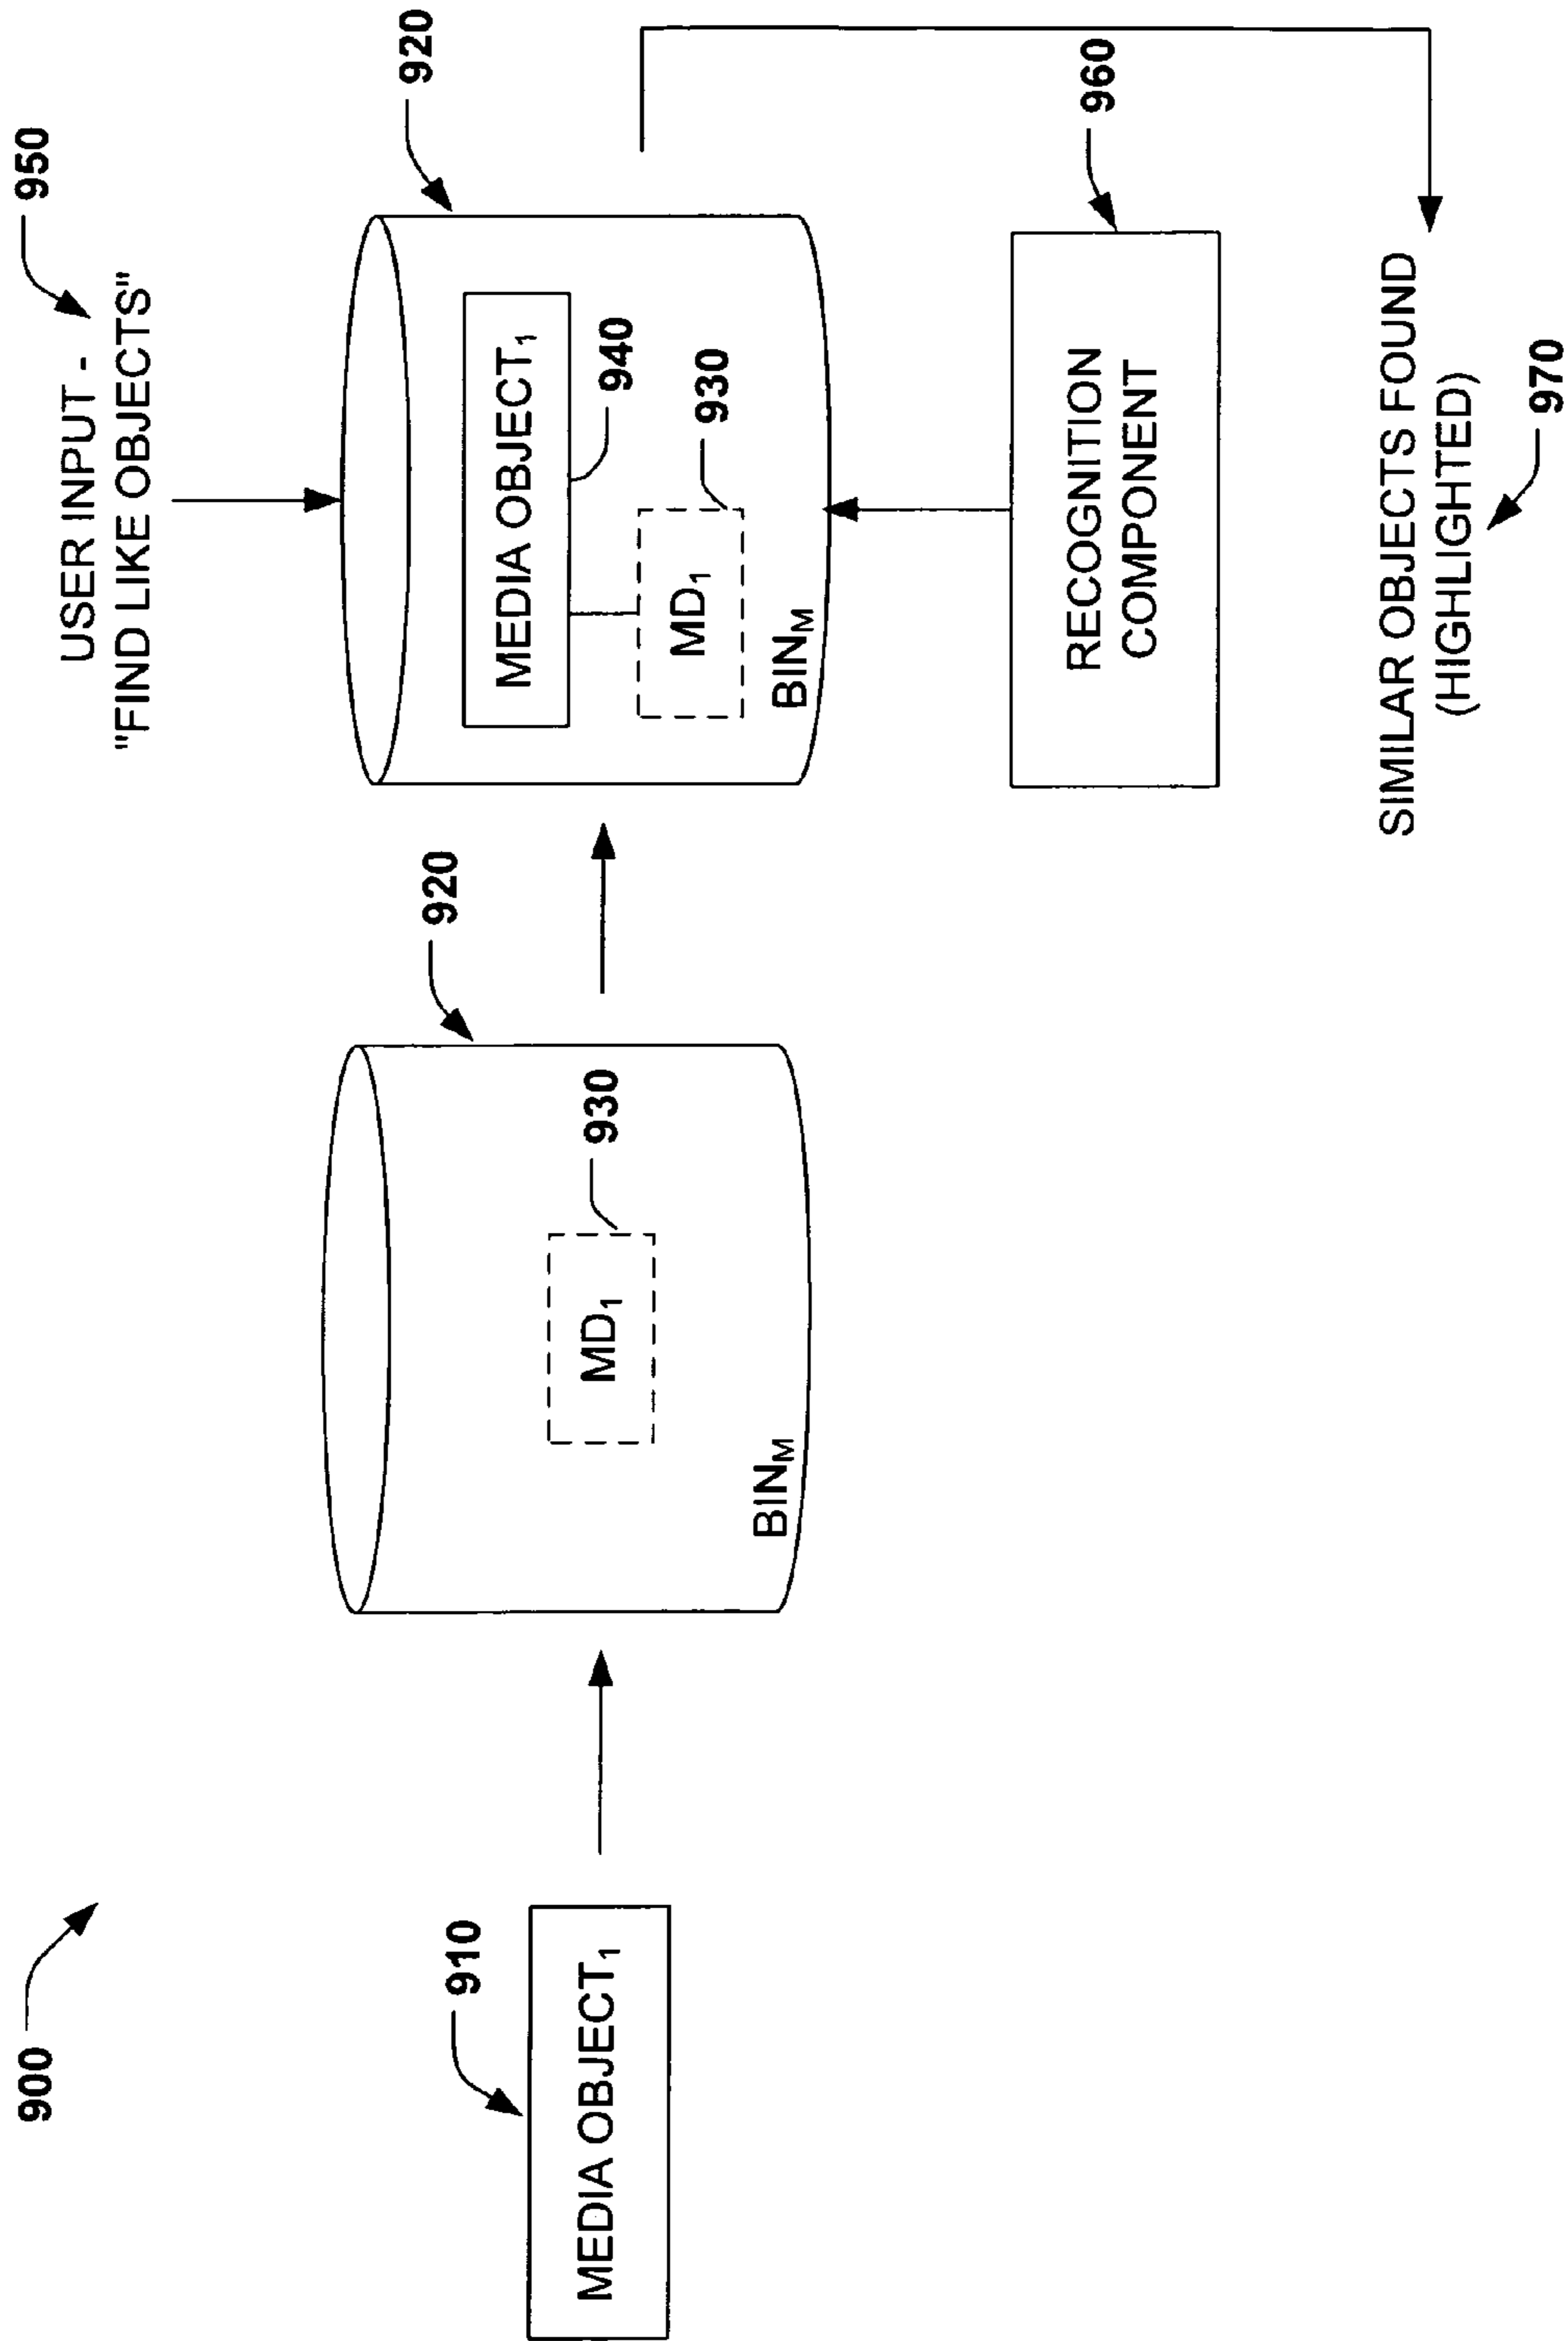 900
910
MEDIA OBJECT₁
920
930
MD₁
BINM
950
USER INPUT -
"FIND LIKE OBJECTS"
920
MEDIA OBJECT₁
940
930
MD₁
BINM
960
RECOGNITION
COMPONENT
SIMILAR OBJECTS FOUND
(HIGHLIGHTED)
970